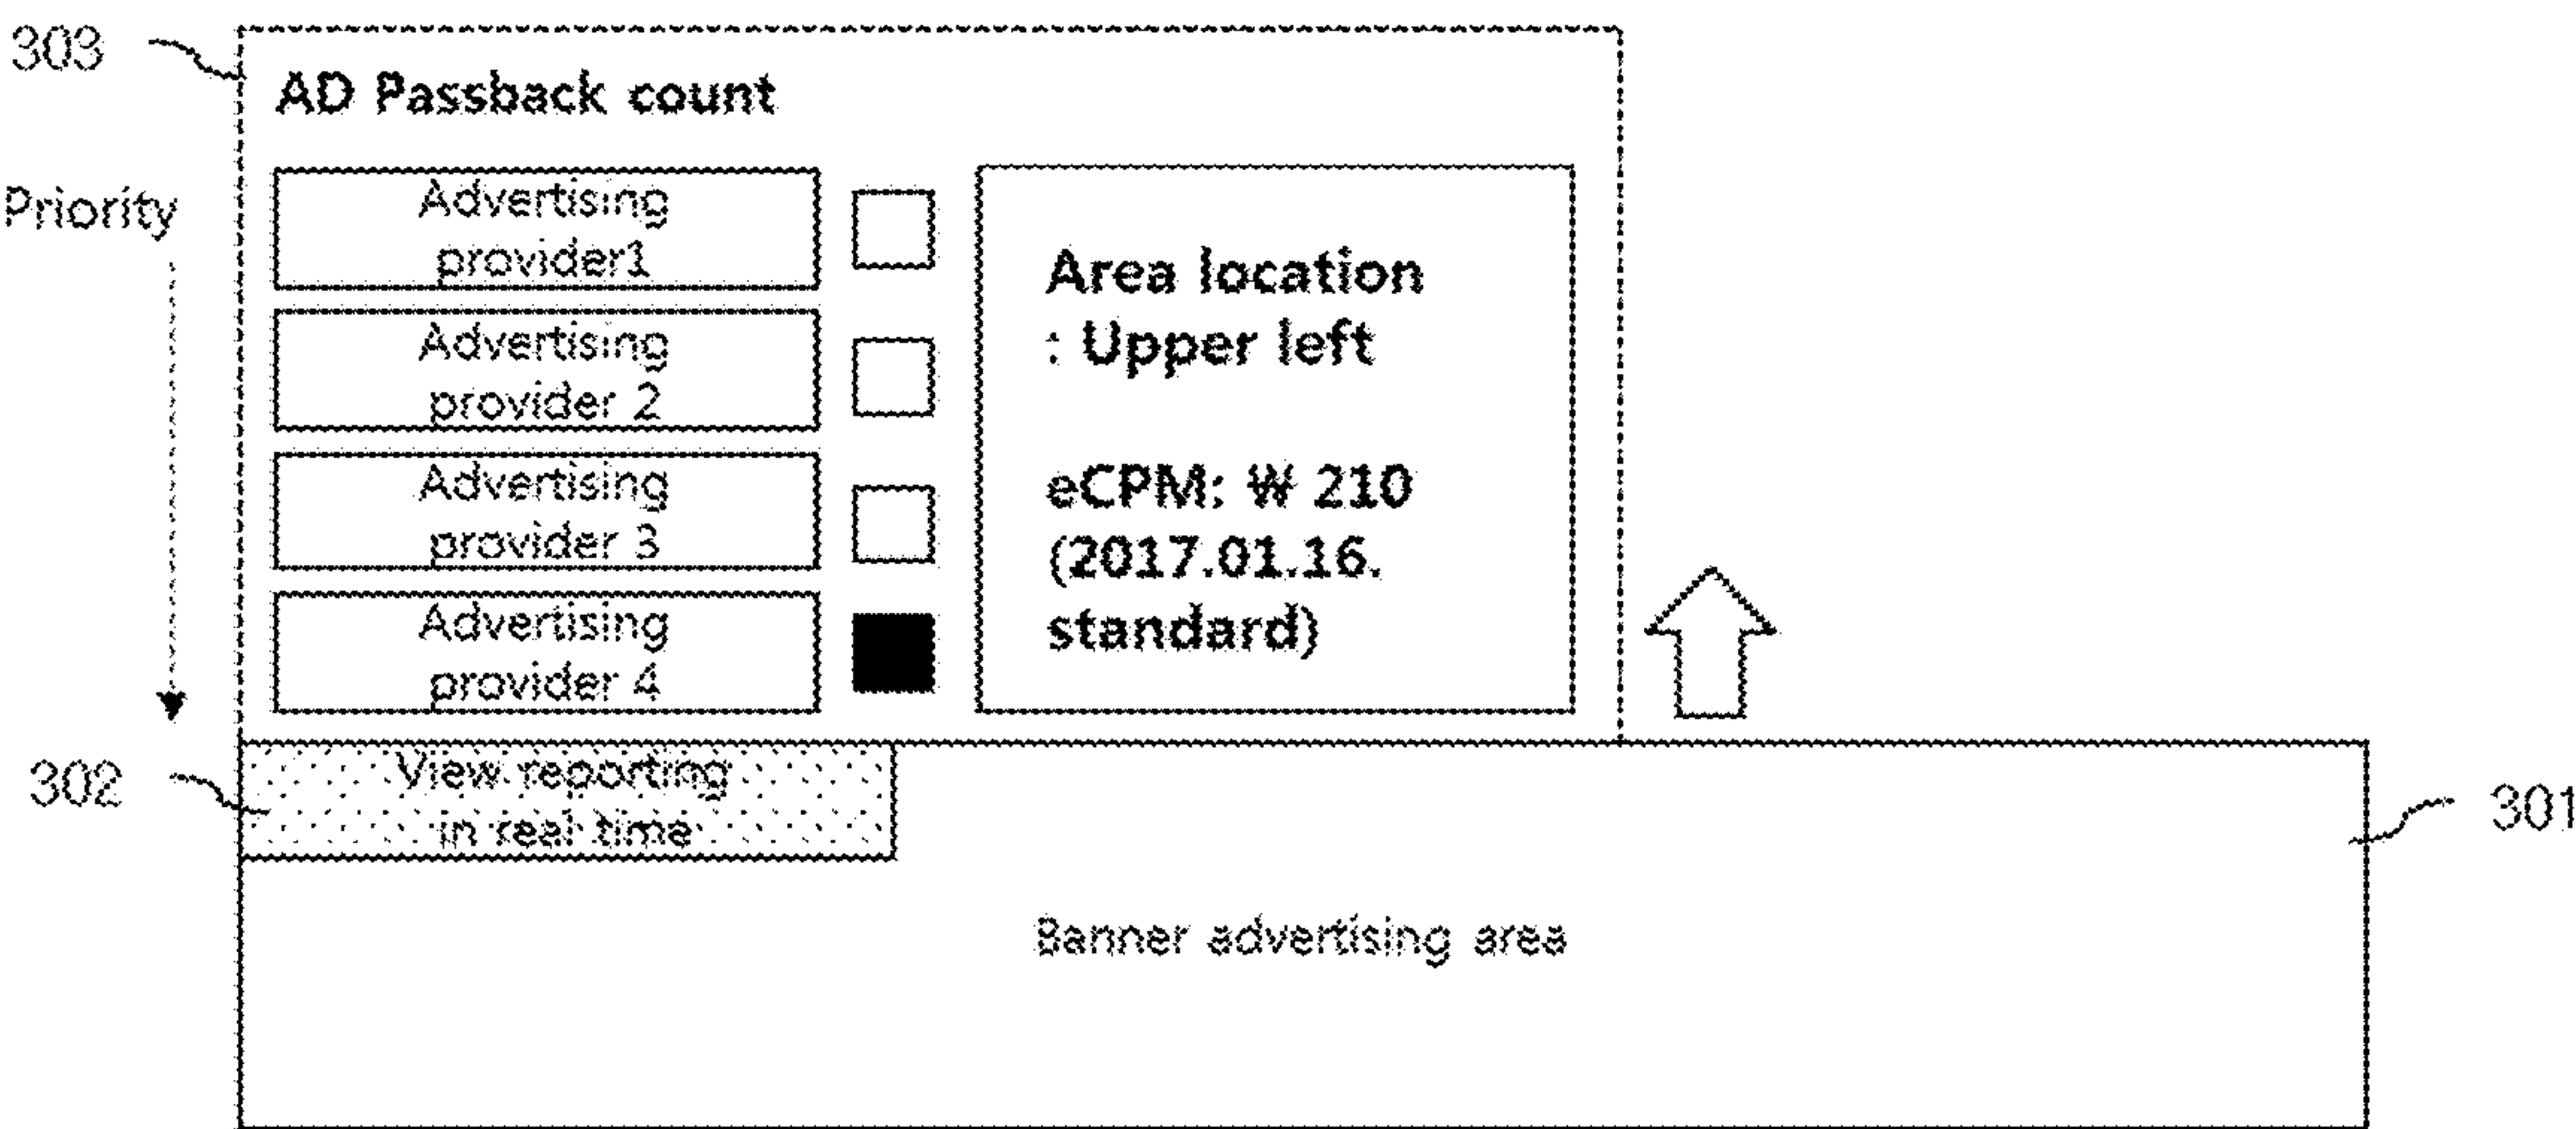 303
AD Passback count
Priority
Advertising
provider1
Advertising
provider 2
Advertising
provider 3
Advertising
provider 4
Area location
: Upper left
eCPM: ₩ 210
(2017.01.16.
standard)
302
View reporting
in real time
301
Banner advertising area